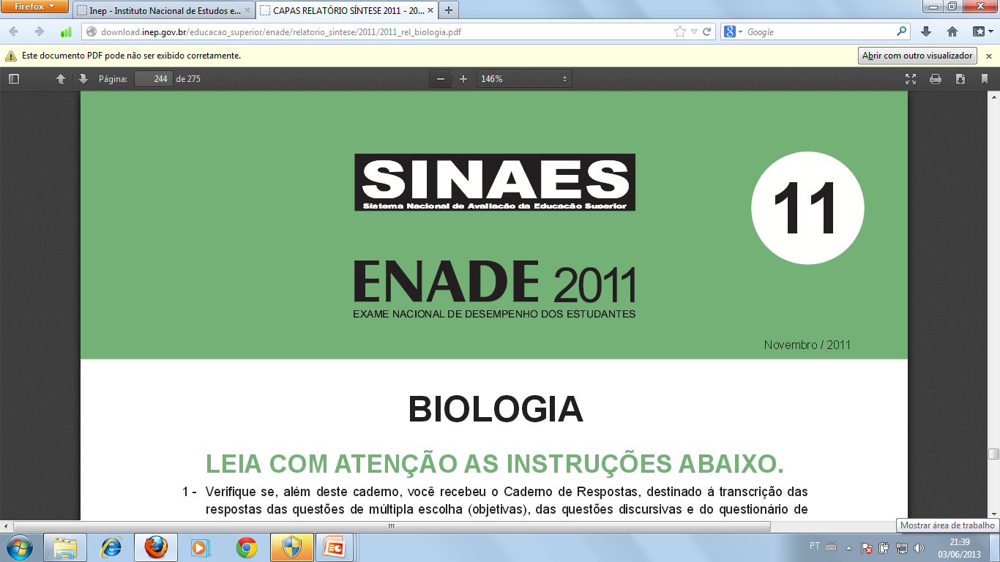 Firefox
Inep - Instituto Nacional de Estudos e...
CAPAS RELATÓRIO SÍNTESE 2011 - 20...
download.inep.gov.br/educacao_superior/enade/relatorio_sintese/2011/2011_rel_biologia.pdf
Google
Este documento PDF pode não ser exibido corretamente.
Abrir com outro visualizador
Página: 244 de 275
146%
SINAES
Sistema Nacional de Avaliação da Educação Superior
11
ENADE 2011
EXAME NACIONAL DE DESEMPENHO DOS ESTUDANTES
Novembro / 2011
BIOLOGIA
LEIA COM ATENÇÃO AS INSTRUÇÕES ABAIXO.
1 - Verifique se, além deste caderno, você recebeu o Caderno de Respostas, destinado à transcrição das
respostas das questões de múltipla escolha (objetivas), das questões discursivas e do questionário de
Mostrar área de trabalho
PT
21:39
03/06/2013